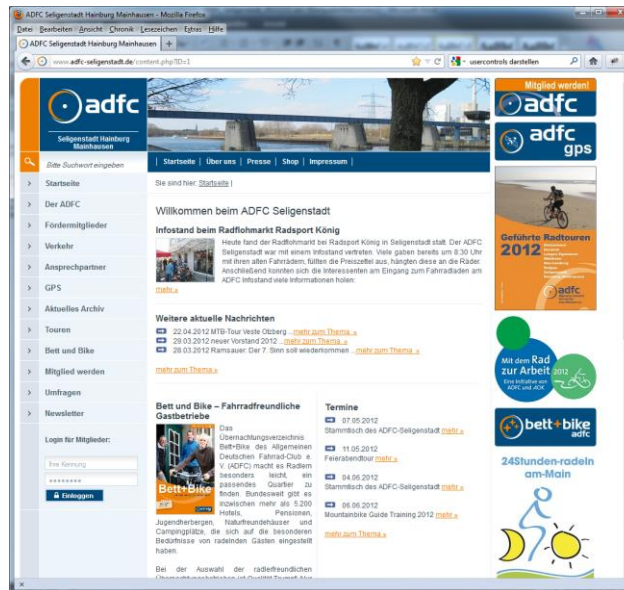 ADFC Seligenstadt Hainburg Mainhausen - Mozilla Firefox
Datei Bearbeiten Ansicht Chronik Lesezeichen Extras Hilfe
ADFC Seligenstadt Hainburg Mainhausen +
www.adfc-seligenstadt.de/content.php?ID=1
usercontrols darstellen
adfc
Seligenstadt Hainburg
Mainhausen
Bitte Suchwort eingeben
| Startseite | Über uns | Presse | Shop | Impressum |
Startseite
Der ADFC
Fördermitglieder
Verkehr
Ansprechpartner
GPS
Aktuelles Archiv
Touren
Bett und Bike
Mitglied werden
Umfragen
Newsletter
Login für Mitglieder:
Ihre Kennung
********
Einloggen
Sie sind hier: Startseite |
Willkommen beim ADFC Seligenstadt
Infostand beim Radflohmarkt Radsport König
Heute fand der Radflohmarkt bei Radsport König in Seligenstadt statt. Der ADFC
Seligenstadt war mit einem Infostand vertreten. Viele gaben bereits um 8:30 Uhr
mit ihren alten Fahrrädern, füllten die Preiszettel aus, hängten diese an die Räder.
Anschließend konnten sich die Interessenten am Eingang zum Fahrradladen am
ADFC Infostand viele Informationen holen:
mehr »
Weitere aktuelle Nachrichten
22.04.2012 MTB-Tour Veste Otzberg ...mehr zum Thema »
29.03.2012 neuer Vorstand 2012 ...mehr zum Thema »
28.03.2012 Ramsauer: Der 7. Sinn soll wiederkommen ...mehr zum Thema »
mehr zum Thema »
Bett und Bike – Fahrradfreundliche
Gastbetriebe
Bett+Bike
Das
Übernachtungsverzeichnis
Bett+Bike des Allgemeinen
Deutschen Fahrrad-Club e.
V. (ADFC) macht es Radlern
besonders leicht, ein
passendes Quartier zu
finden. Bundesweit gibt es
inzwischen mehr als 5.200
Hotels, Pensionen,
Jugendherbergen, Naturfreundehäuser und
Campingplätze, die sich auf die besonderen
Bedürfnisse von radelnden Gästen eingestellt
haben.
Bei der Auswahl der radlerfreundlichen
Termine
07.05.2012
Stammtisch des ADFC-Seligenstadt mehr »
11.05.2012
Feierabendtour mehr »
04.06.2012
Stammtisch des ADFC-Seligenstadt mehr »
06.06.2012
Mountainbike Guide Training 2012 mehr »
mehr zum Thema »
Mitglied werden!
adfc
adfc
gps
Geführte Radtouren
2012
adfc
Mit dem Rad
zur Arbeit 2012
Eine Initiative von
ADFC und AOK
bett+bike
adfc
24Stunden-radeln
am-Main